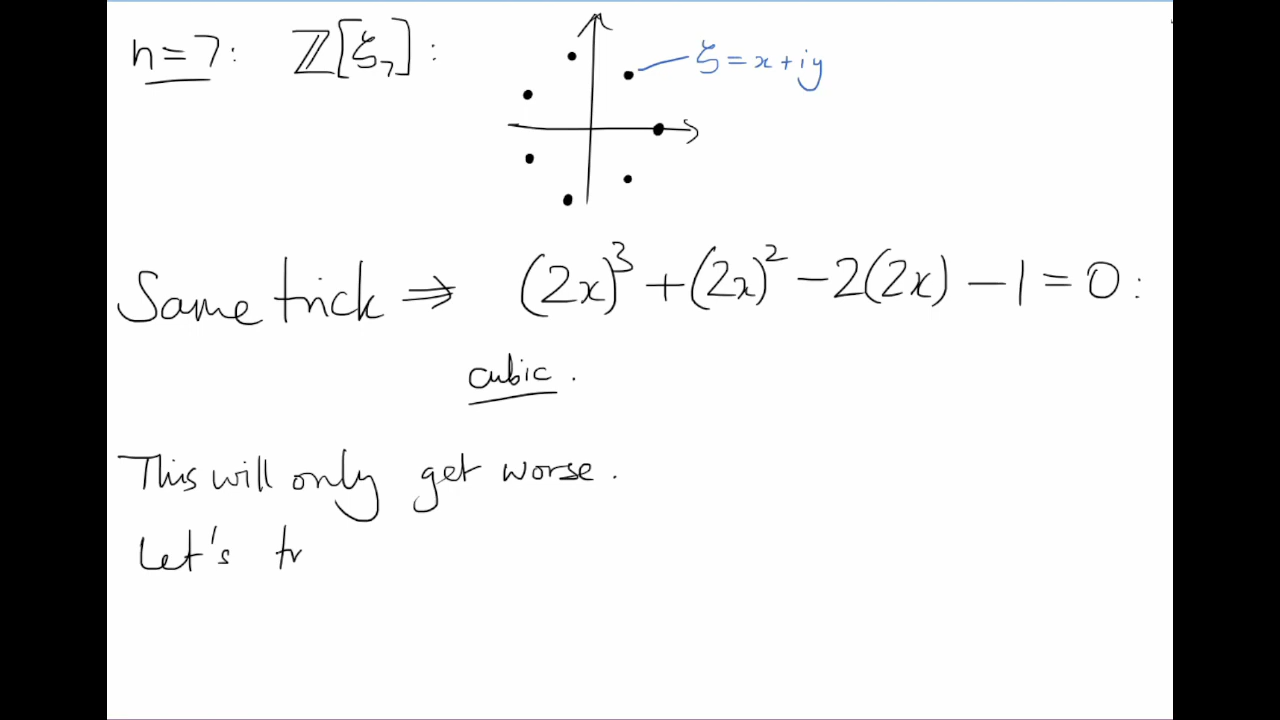 n=7: ℤ[ζ₇]:
ζ = x + iy
Same trick ⇒ (2x)³ + (2x)² − 2(2x) − 1 = 0:
cubic.
This will only get worse.
Let's tr